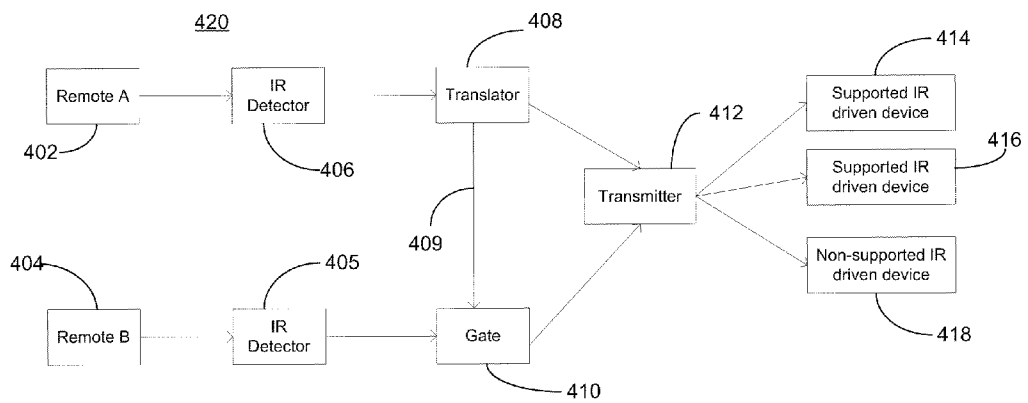 420
408
414
Remote A
IR
Detector
Translator
Supported IR
driven device
412
416
402
406
Transmitter
Supported IR
driven device
409
404
405
Non-supported IR
driven device
Remote B
IR
Detector
Gate
418
410